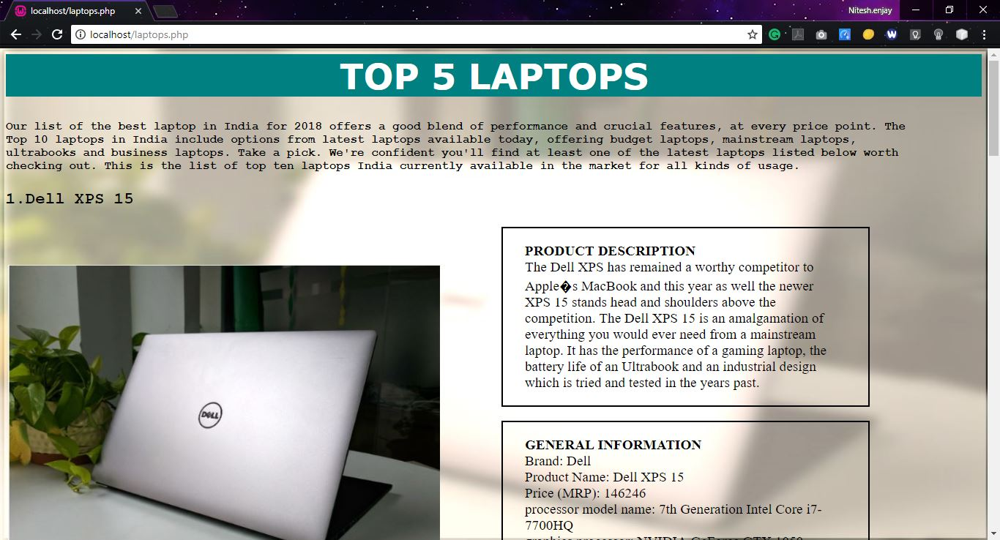 localhost/laptops.php
Nitesh.enjay
localhost/laptops.php
TOP 5 LAPTOPS
Our list of the best laptop in India for 2018 offers a good blend of performance and crucial features, at every price point. The
Top 10 laptops in India include options from latest laptops available today, offering budget laptops, mainstream laptops,
ultrabooks and business laptops. Take a pick. We're confident you'll find at least one of the latest laptops listed below worth
checking out. This is the list of top ten laptops India currently available in the market for all kinds of usage.
1.Dell XPS 15
DELL
PRODUCT DESCRIPTION
The Dell XPS has remained a worthy competitor to
Apple�s MacBook and this year as well the newer
XPS 15 stands head and shoulders above the
competition. The Dell XPS 15 is an amalgamation of
everything you would ever need from a mainstream
laptop. It has the performance of a gaming laptop, the
battery life of an Ultrabook and an industrial design
which is tried and tested in the years past.
GENERAL INFORMATION
Brand: Dell
Product Name: Dell XPS 15
Price (MRP): 146246
processor model name: 7th Generation Intel Core i7-
7700HQ
graphics processor: NVIDIA GeForce GTX 1050